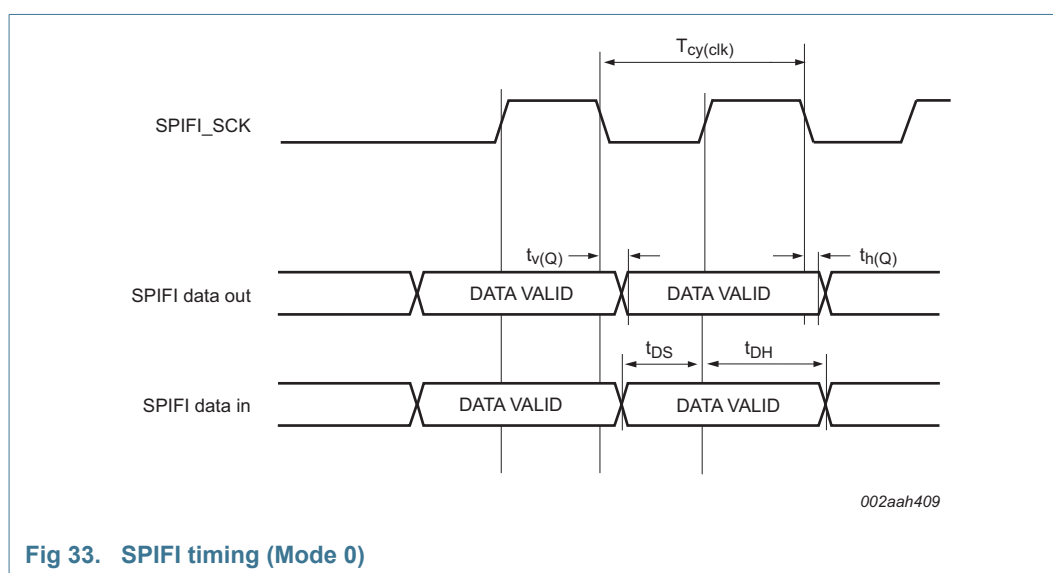 Tcy(clk)
SPIFI_SCK
tv(Q)
th(Q)
SPIFI data out
DATA VALID
DATA VALID
tDS
tDH
SPIFI data in
DATA VALID
DATA VALID
002aah409
Fig 33. SPIFI timing (Mode 0)